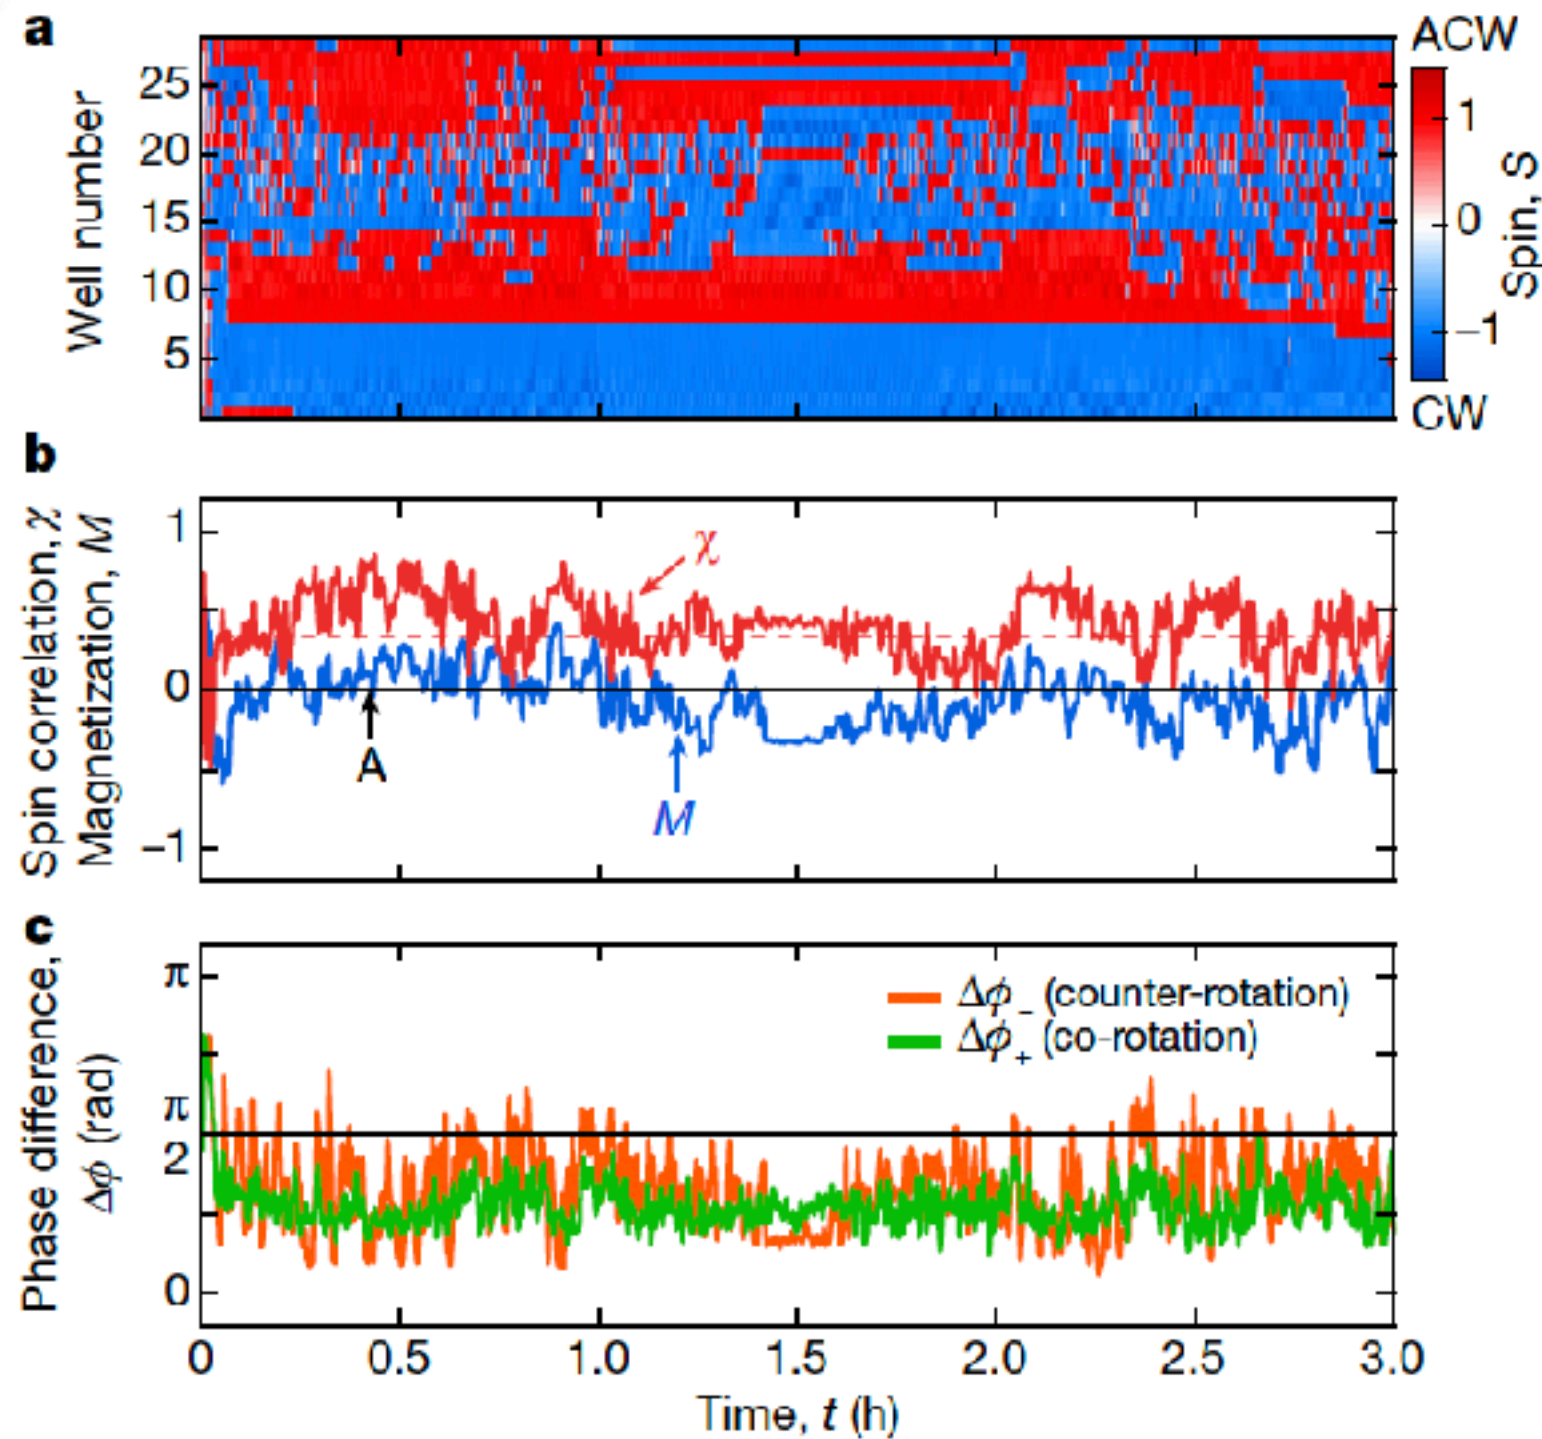 a
ACW
25
20
15
10
5
Well number
1
0
−1
Spin, S
CW
b
1
0
−1
Spin correlation, χ
Magnetization, M
χ
A
M
c
π
π
2
0
Phase difference,
Δϕ (rad)
Δϕ− (counter-rotation)
Δϕ+ (co-rotation)
0 0.5 1.0 1.5 2.0 2.5 3.0
Time, t (h)